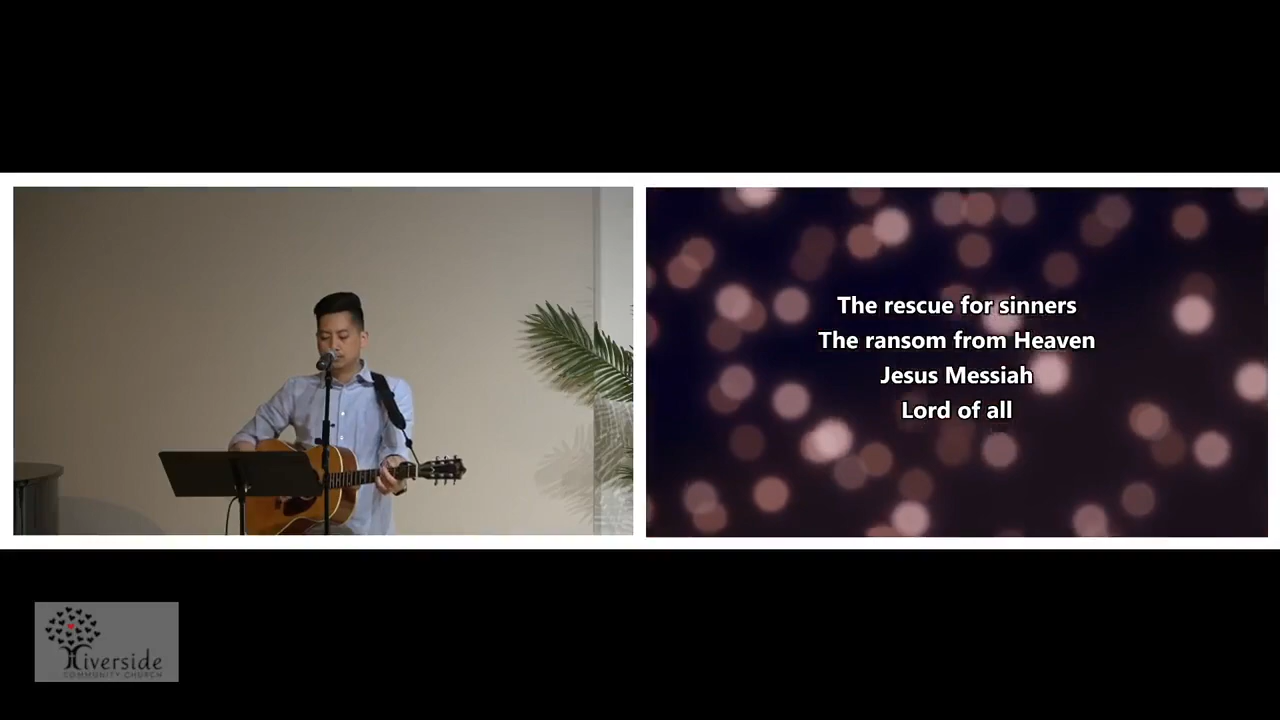 The rescue for sinners
The ransom from Heaven
Jesus Messiah
Lord of all
Riverside
COMMUNITY CHURCH